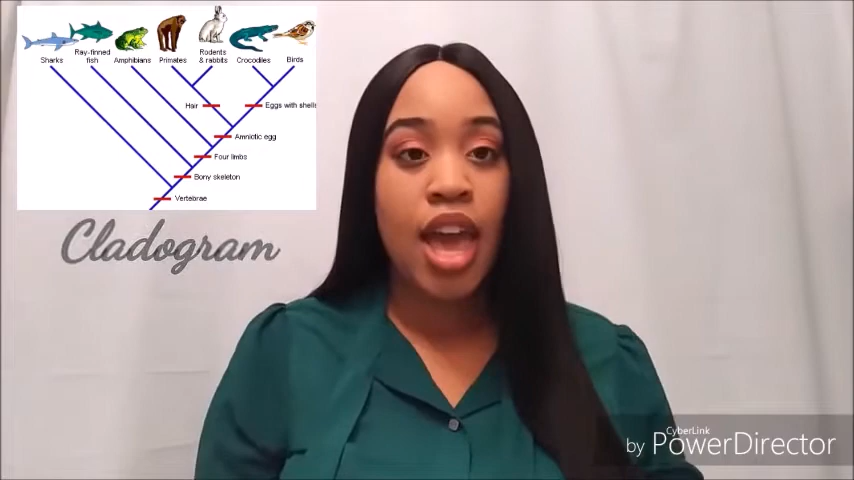 Sharks
Ray-finned
fish
Amphibians
Primates
Rodents
& rabbits
Crocodiles
Birds
Hair
Eggs with shells
Amniotic egg
Four limbs
Bony skeleton
Vertebrae
Cladogram
CyberLink
by PowerDirector